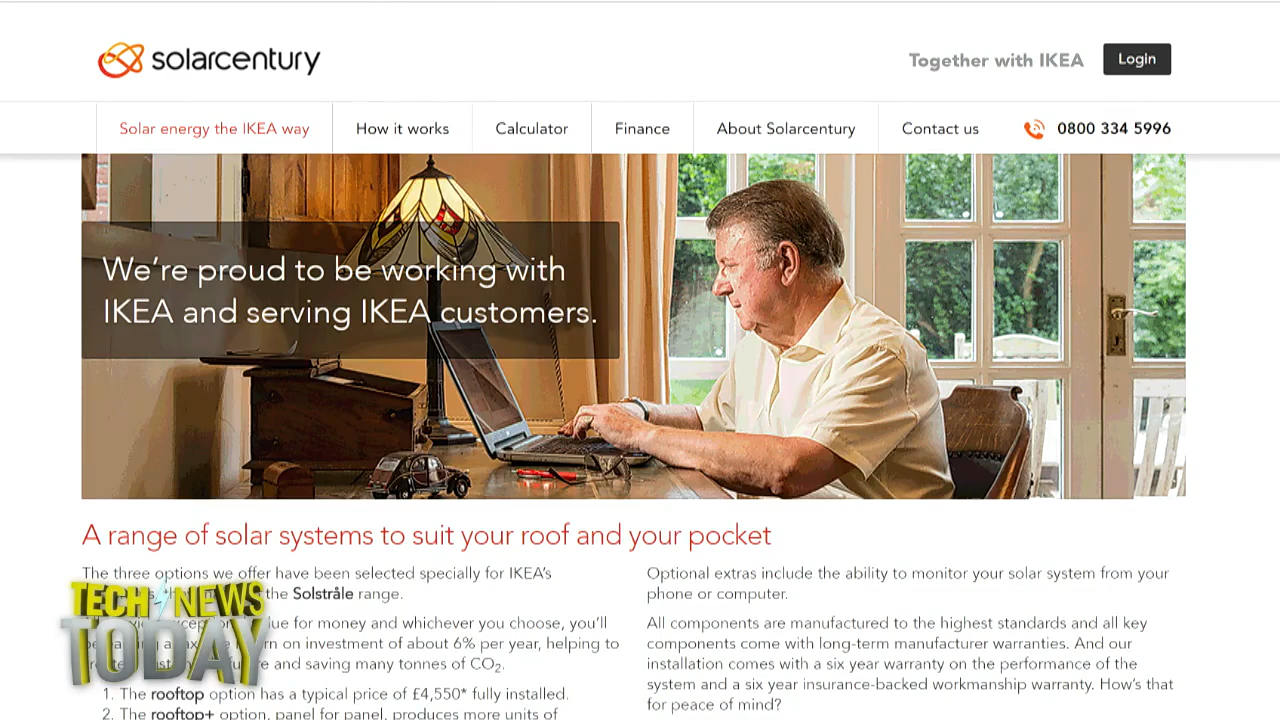 solarcentury
Together with IKEA
Login
Solar energy the IKEA way
How it works
Calculator
Finance
About Solarcentury
Contact us
0800 334 5996
We're proud to be working with
IKEA and serving IKEA customers.
A range of solar systems to suit your roof and your pocket
The three options we offer have been selected specially for IKEA's
the Solstråle range.
for money and whichever you choose, you'll
on investment of about 6% per year, helping to
and saving many tonnes of CO₂.
1. The rooftop option has a typical price of £4,550* fully installed.
2. The rooftop+ option, panel for panel, produces more units of
Optional extras include the ability to monitor your solar system from your
phone or computer.
All components are manufactured to the highest standards and all key
components come with long-term manufacturer warranties. And our
installation comes with a six year warranty on the performance of the
system and a six year insurance-backed workmanship warranty. How's that
for peace of mind?
TECH NEWS
TODAY